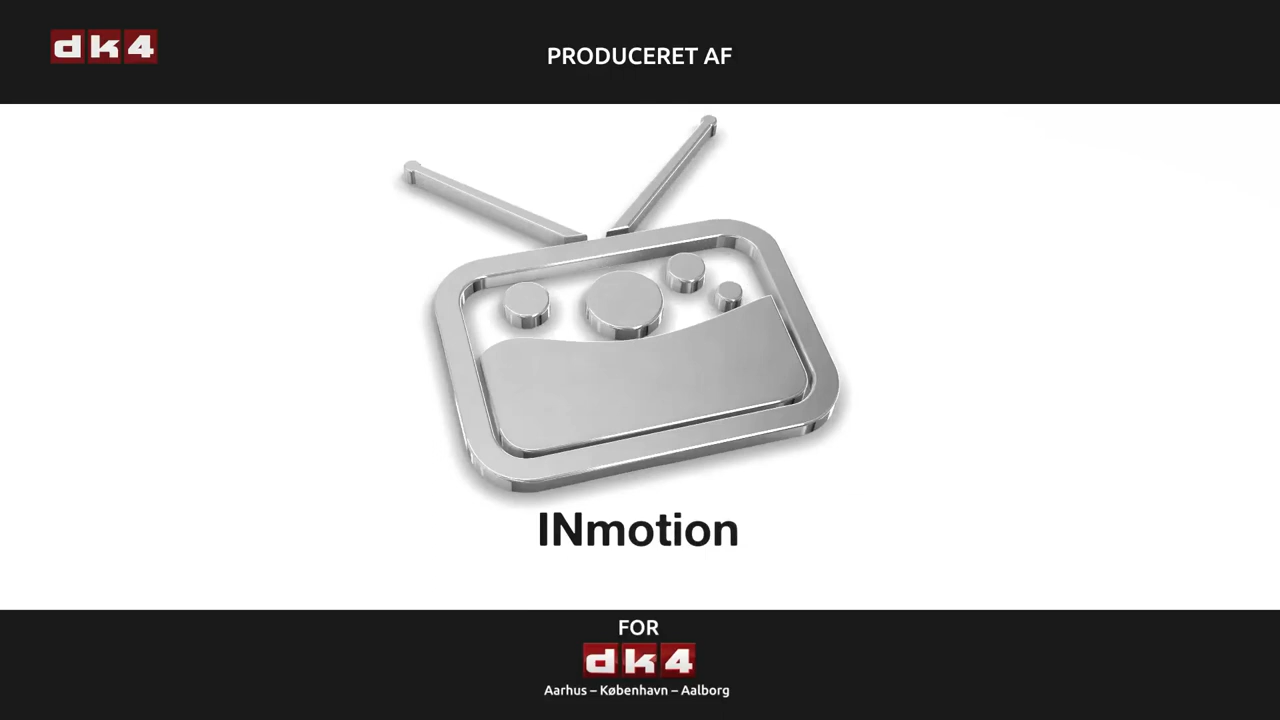 dk4
PRODUCERET AF
INmotion
FOR
dk4
Aarhus – København – Aalborg